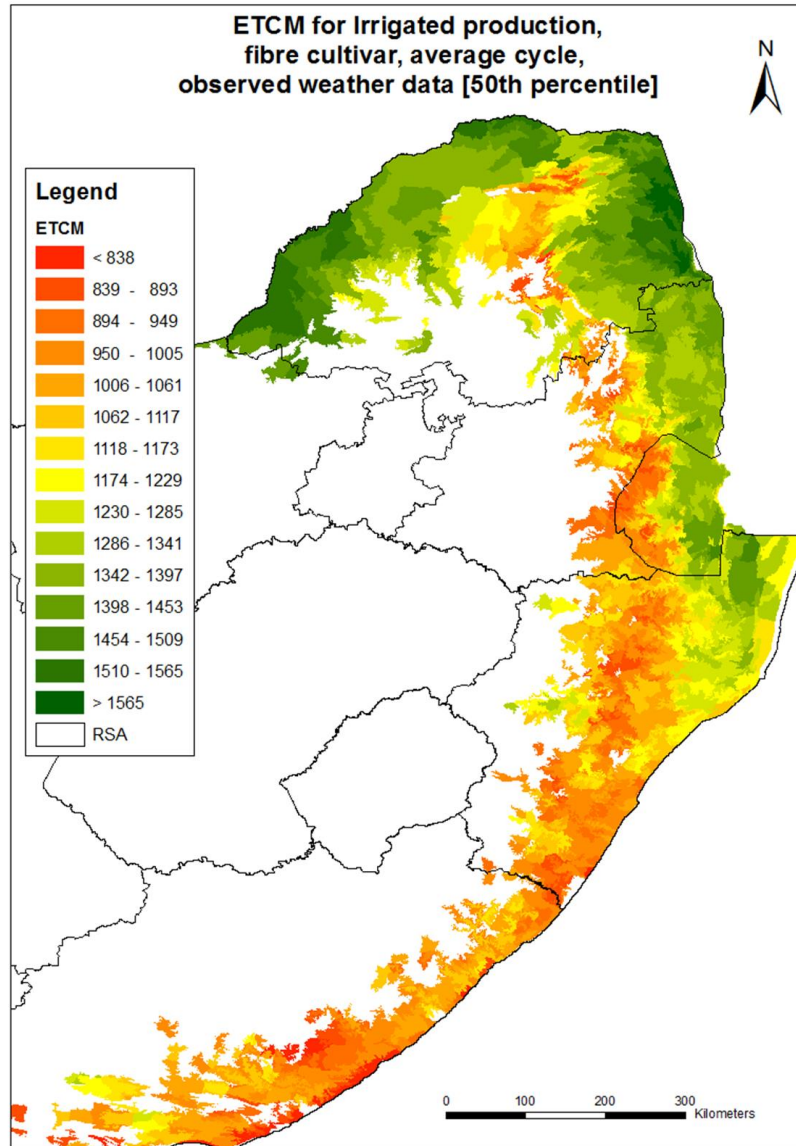 ETCM for Irrigated production,
fibre cultivar, average cycle,
observed weather data [50th percentile]
N
Legend
ETCM
< 838
839 - 893
894 - 949
950 - 1005
1006 - 1061
1062 - 1117
1118 - 1173
1174 - 1229
1230 - 1285
1286 - 1341
1342 - 1397
1398 - 1453
1454 - 1509
1510 - 1565
> 1565
RSA
0 50 100 200 300
Kilometers